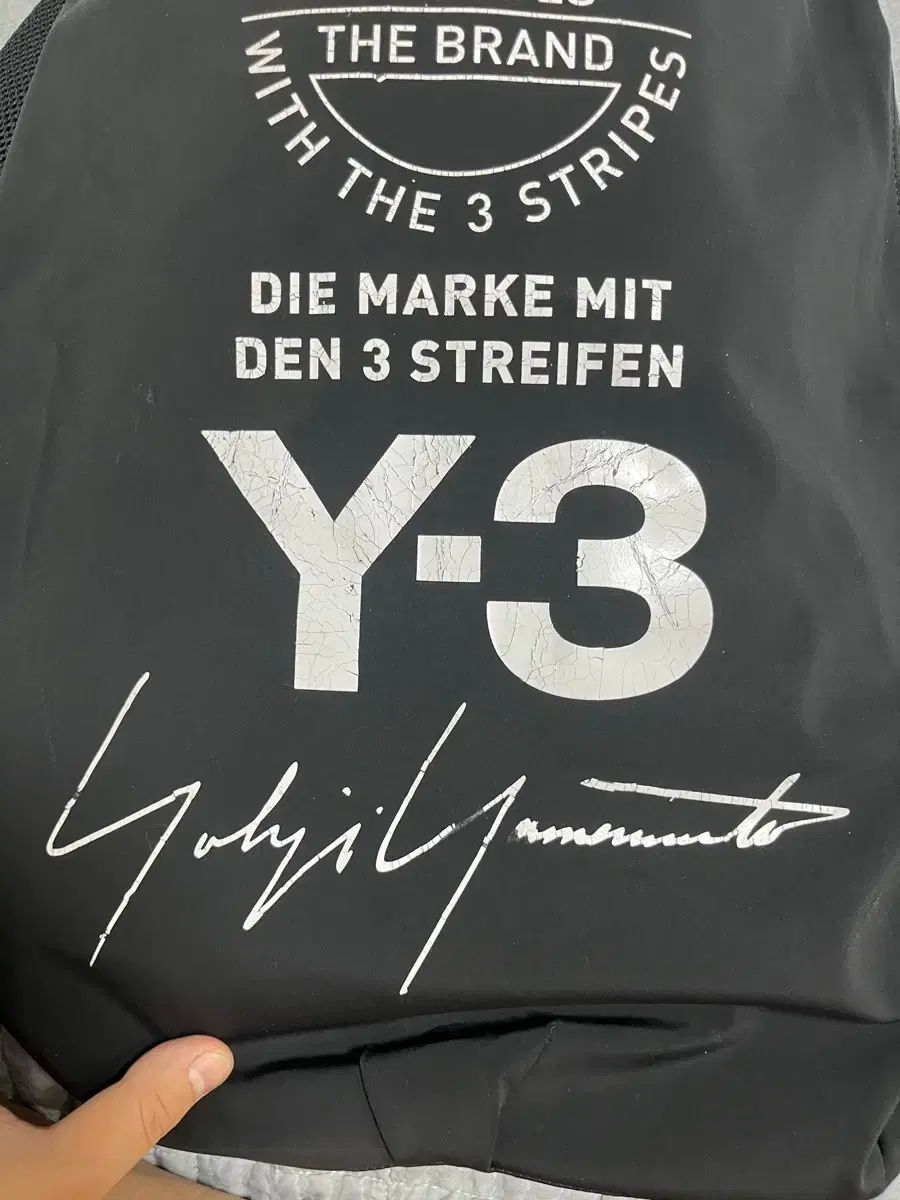 THE BRAND
WITH THE 3 STRIPES
DIE MARKE MIT
DEN 3 STREIFEN
Y-3
Yohji Yamamoto